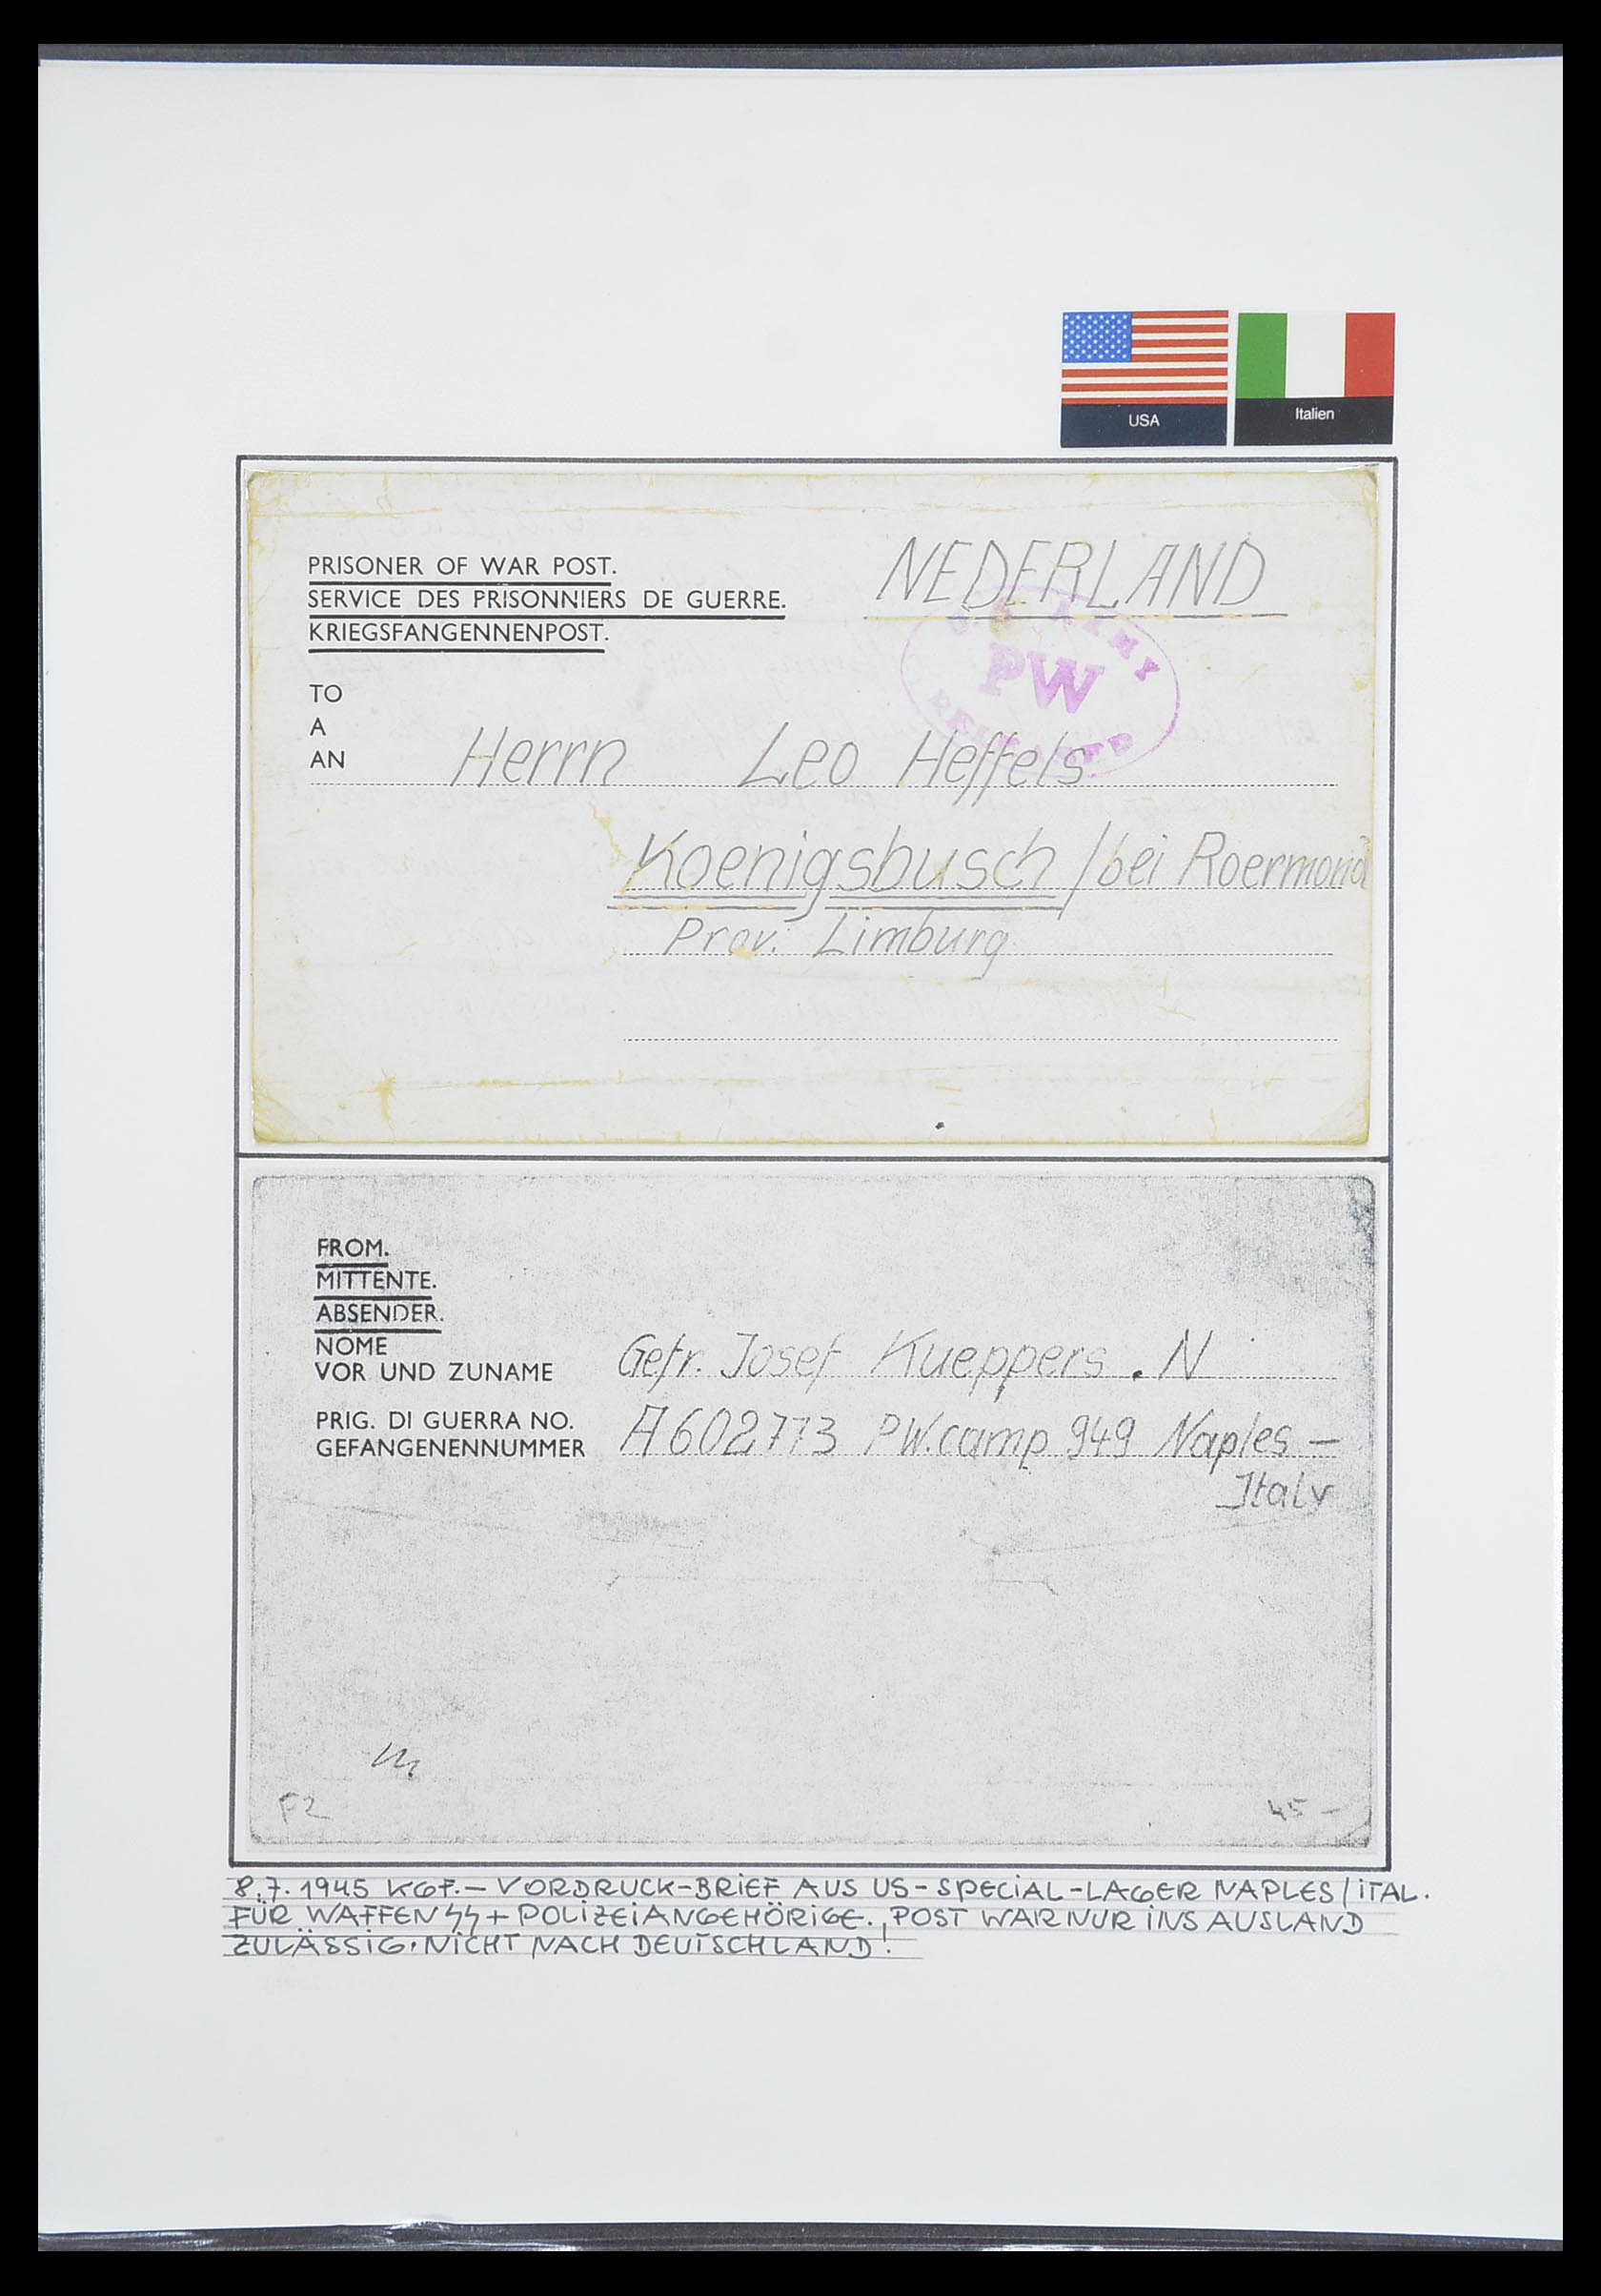 USA
Italien
PRISONER OF WAR POST.
SERVICE DES PRISONNIERS DE GUERRE.
KRIEGSFANGENNENPOST.
NEDERLAND
U.S. ARMY
PW
TO
A
AN
Herrn Leo Heffels
Koenigsbusch / bei Roermond
Prov. Limburg
FROM.
MITTENTE.
ABSENDER.
NOME
VOR UND ZUNAME
Gefr. Josef Kueppers . N
PRIG. DI GUERRA NO.
GEFANGENENNUMMER
A602773 PW.camp 949 Naples –
Italy
F2
45 –
8.7.1945 KGF.– VORDRUCK-BRIEF AUS US-SPECIAL-LAGER NAPLES/ITAL.
FÜR WAFFEN SS + POLIZEIANGEHÖRIGE. POST WAR NUR INS AUSLAND
ZULÄSSIG. NICHT NACH DEUTSCHLAND!